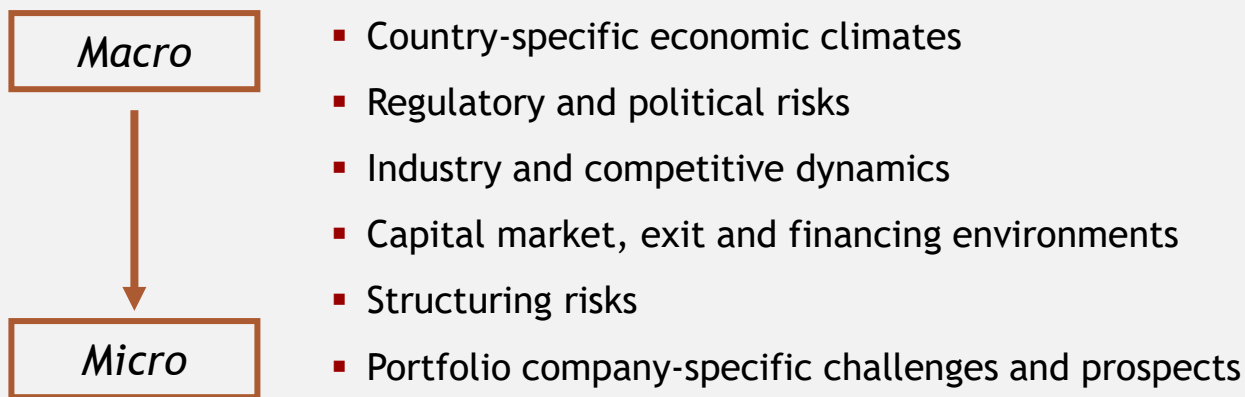 Macro
▪ Country-specific economic climates
▪ Regulatory and political risks
▪ Industry and competitive dynamics
▪ Capital market, exit and financing environments
▪ Structuring risks
Micro
▪ Portfolio company-specific challenges and prospects